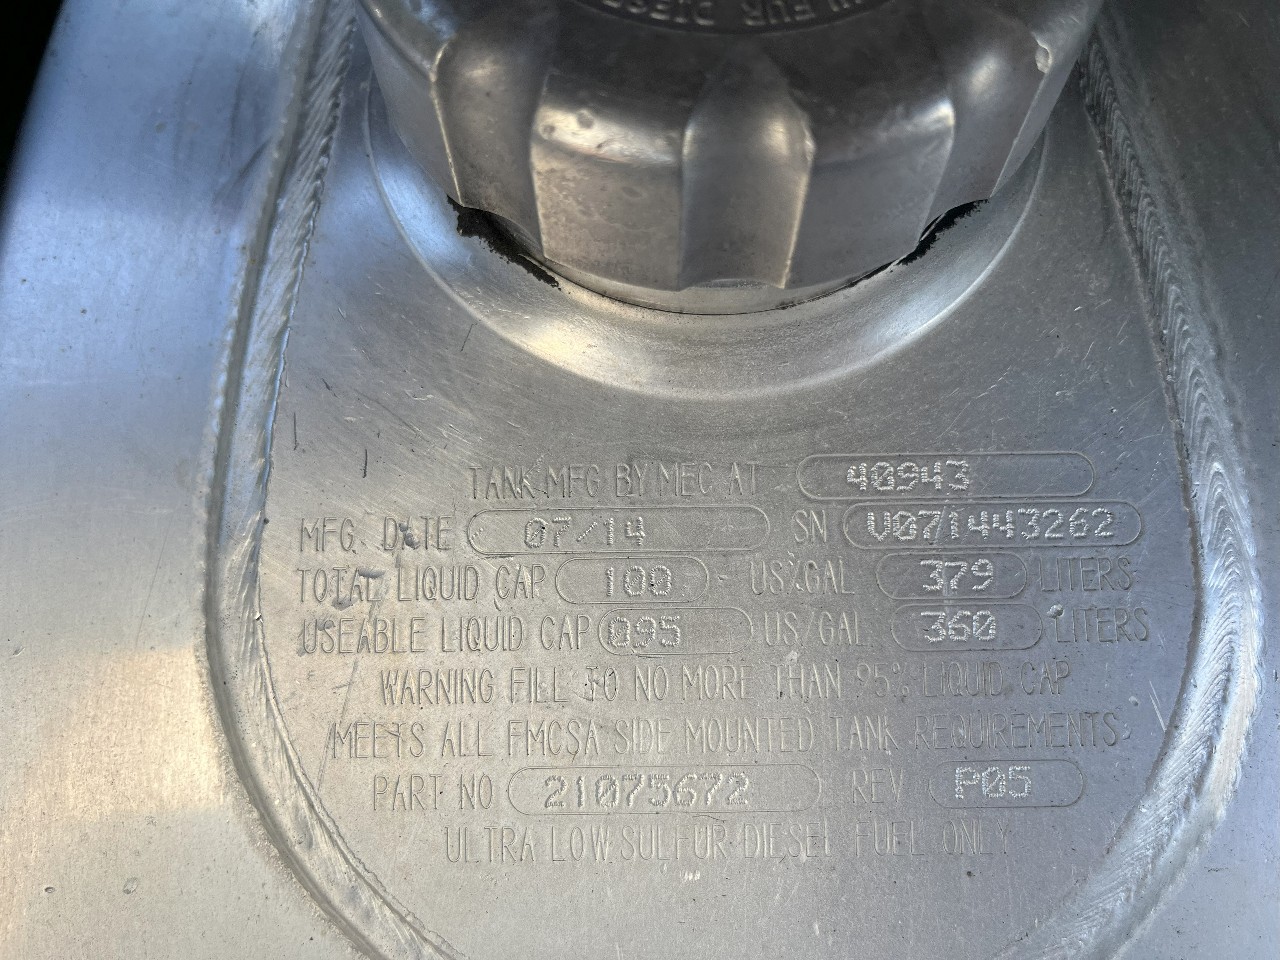 FUR DIESE
TANK MFG BY MEC AT 40943
MFG. DATE 07/14 SN V071443262
TOTAL LIQUID CAP 100 - US/GAL 379 LITERS
USEABLE LIQUID CAP 095 US/GAL 360 LITERS
WARNING FILL TO NO MORE THAN 95% LIQUID CAP
MEETS ALL FMCSA SIDE MOUNTED TANK REQUIREMENTS
PART NO 21075672 REV P05
ULTRA LOW SULFUR DIESEL FUEL ONLY